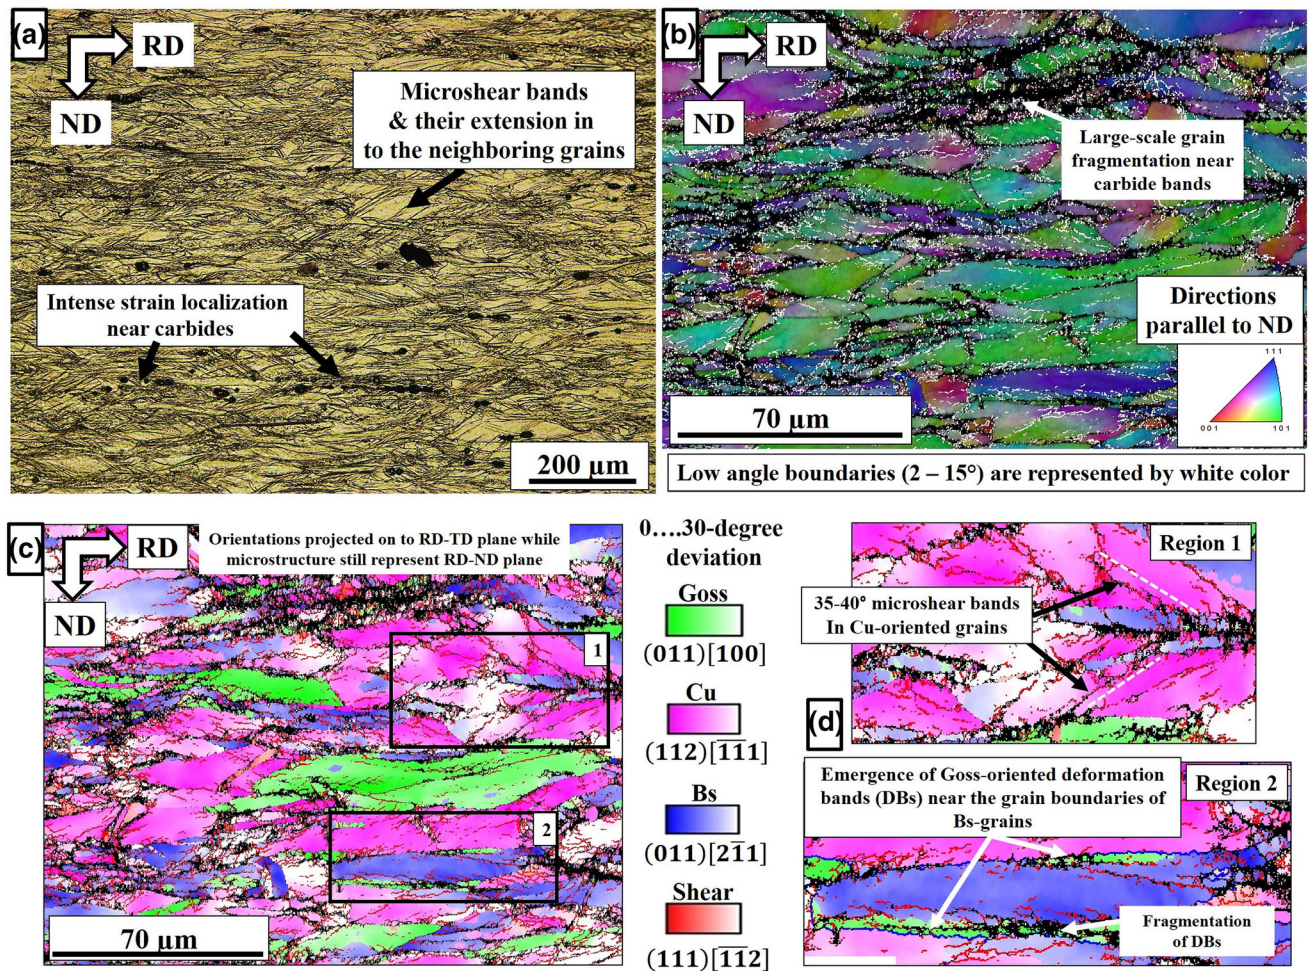 (a)
RD
ND
Microshear bands
& their extension in
to the neighboring grains
Intense strain localization
near carbides
200 µm
(b)
RD
ND
Large-scale grain
fragmentation near
carbide bands
Directions
parallel to ND
111
001
101
70 µm
Low angle boundaries (2 – 15°) are represented by white color
(c)
RD
ND
Orientations projected on to RD-TD plane while
microstructure still represent RD-ND plane
1
2
70 µm
0....30-degree
deviation
Goss
(011)[100]
Cu
(112)[1̅1̅1]
Bs
(011)[21̅1]
Shear
(111)[1̅1̅2]
Region 1
35-40° microshear bands
In Cu-oriented grains
(d)
Emergence of Goss-oriented deformation
bands (DBs) near the grain boundaries of
Bs-grains
Region 2
Fragmentation
of DBs